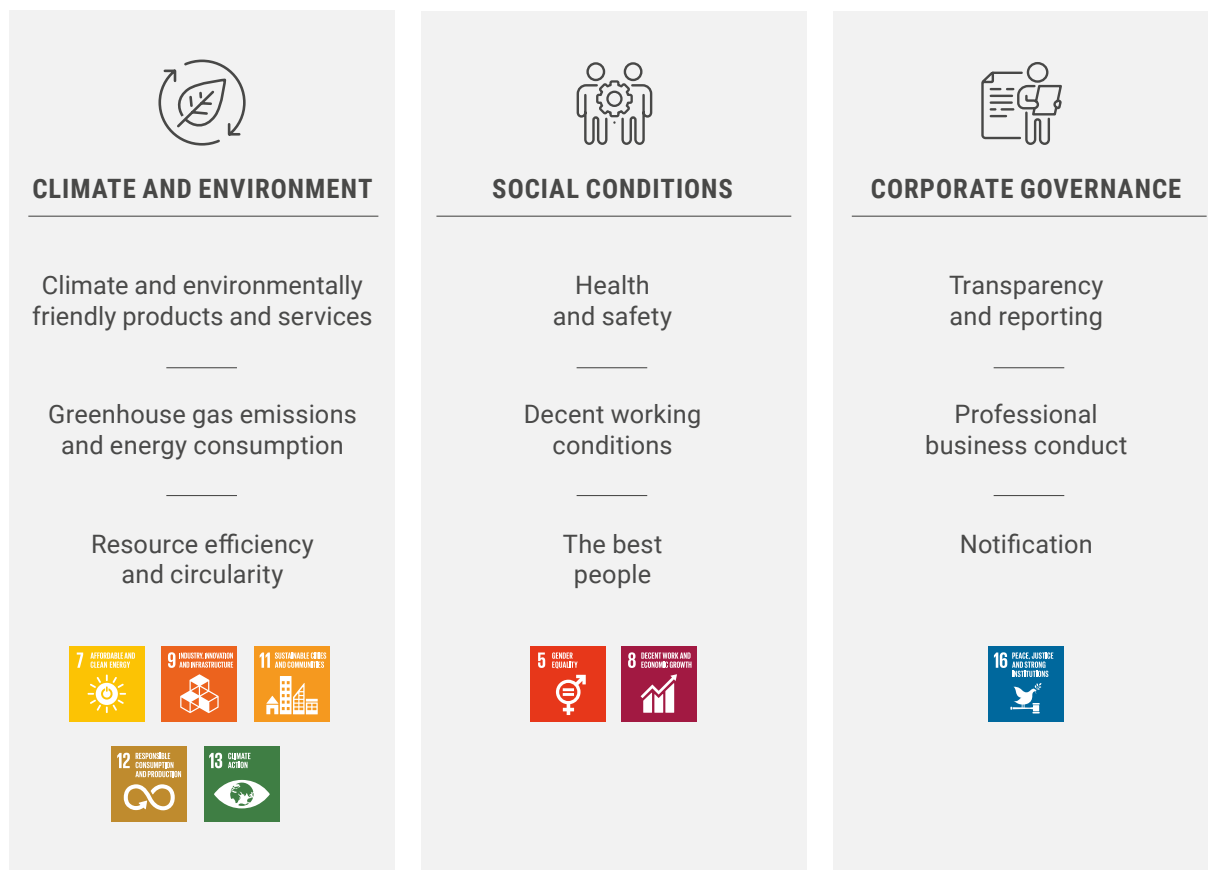 CLIMATE AND ENVIRONMENT
Climate and environmentally
friendly products and services
Greenhouse gas emissions
and energy consumption
Resource efficiency
and circularity
7 AFFORDABLE AND
CLEAN ENERGY
9 INDUSTRY, INNOVATION
AND INFRASTRUCTURE
11 SUSTAINABLE CITIES
AND COMMUNITIES
12 RESPONSIBLE
CONSUMPTION
AND PRODUCTION
13 CLIMATE
ACTION
SOCIAL CONDITIONS
Health
and safety
Decent working
conditions
The best
people
5 GENDER
EQUALITY
8 DECENT WORK AND
ECONOMIC GROWTH
CORPORATE GOVERNANCE
Transparency
and reporting
Professional
business conduct
Notification
16 PEACE, JUSTICE
AND STRONG
INSTITUTIONS